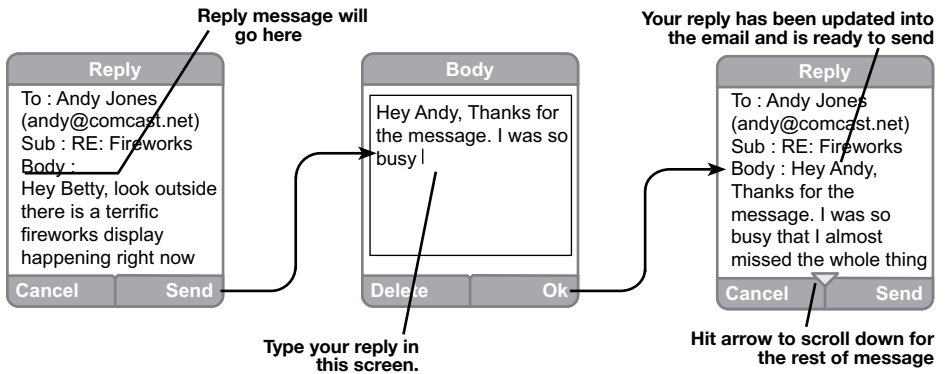 Reply message will
go here
Reply
To : Andy Jones
(andy@comcast.net)
Sub : RE: Fireworks
Body :
Hey Betty, look outside
there is a terrific
fireworks display
happening right now
Cancel Send
Body
Hey Andy, Thanks for
the message. I was so
busy
Delete Ok
Type your reply in
this screen.
Your reply has been updated into
the email and is ready to send
Reply
To : Andy Jones
(andy@comcast.net)
Sub : RE: Fireworks
Body : Hey Andy,
Thanks for the
message. I was so
busy that I almost
missed the whole thing
Cancel Send
Hit arrow to scroll down for
the rest of message